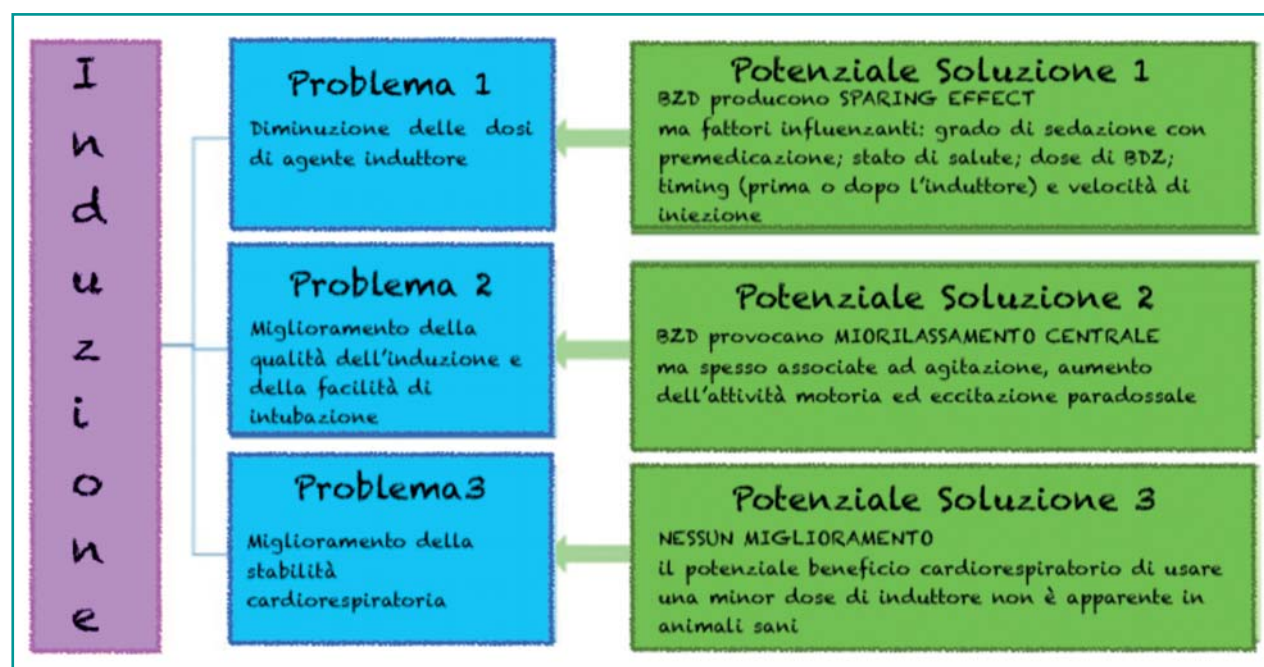 Induzione
Problema 1
Diminuzione delle dosi
di agente induttore
Potenziale Soluzione 1
BZD producono SPARING EFFECT
ma fattori influenzanti: grado di sedazione con
premedicazione; stato di salute; dose di BDZ;
timing (prima o dopo l'induttore) e velocità di
iniezione
Problema 2
Miglioramento della
qualità dell'induzione e
della facilità di
intubazione
Potenziale Soluzione 2
BZD provocano MIORILASSAMENTO CENTRALE
ma spesso associate ad agitazione, aumento
dell'attività motoria ed eccitazione paradossale
Problema3
Miglioramento della
stabilità
cardiorespiratoria
Potenziale Soluzione 3
NESSUN MIGLIORAMENTO
il potenziale beneficio cardiorespiratorio di usare
una minor dose di induttore non è apparente in
animali sani